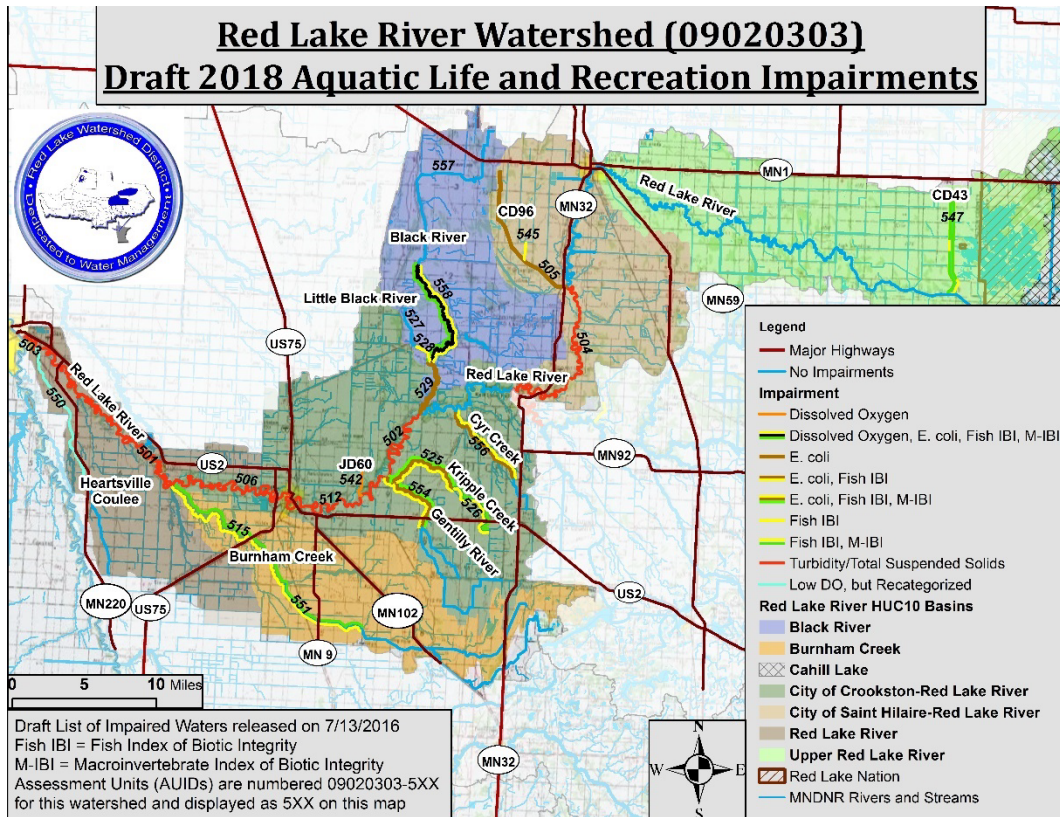 Red Lake River Watershed (09020303)
Draft 2018 Aquatic Life and Recreation Impairments
Red Lake Watershed District
Dedicated to Water Management
557
MN1
CD96
MN32
Red Lake River
CD43
545
547
Black River
505
558
MN59
Little Black River
527
528
US75
504
503
Red Lake River
529
Red Lake River
550
Cyr Creek
502
556
501
525
MN92
US2
JD60
Kripple Creek
Heartsville
Coulee
506
542
554
526
512
Gentilly River
515
Burnham Creek
US2
551
MN102
MN220
US75
MN 9
MN32
Legend
Major Highways
No Impairments
Impairment
Dissolved Oxygen
Dissolved Oxygen, E. coli, Fish IBI, M-IBI
E. coli
E. coli, Fish IBI
E. coli, Fish IBI, M-IBI
Fish IBI
Fish IBI, M-IBI
Turbidity/Total Suspended Solids
Low DO, but Recategorized
Red Lake River HUC10 Basins
Black River
Burnham Creek
Cahill Lake
City of Crookston-Red Lake River
City of Saint Hilaire-Red Lake River
Red Lake River
Upper Red Lake River
Red Lake Nation
MNDNR Rivers and Streams
0 5 10 Miles
Draft List of Impaired Waters released on 7/13/2016
Fish IBI = Fish Index of Biotic Integrity
M-IBI = Macroinvertebrate Index of Biotic Integrity
Assessment Units (AUIDs) are numbered 09020303-5XX
for this watershed and displayed as 5XX on this map
N
W E
S